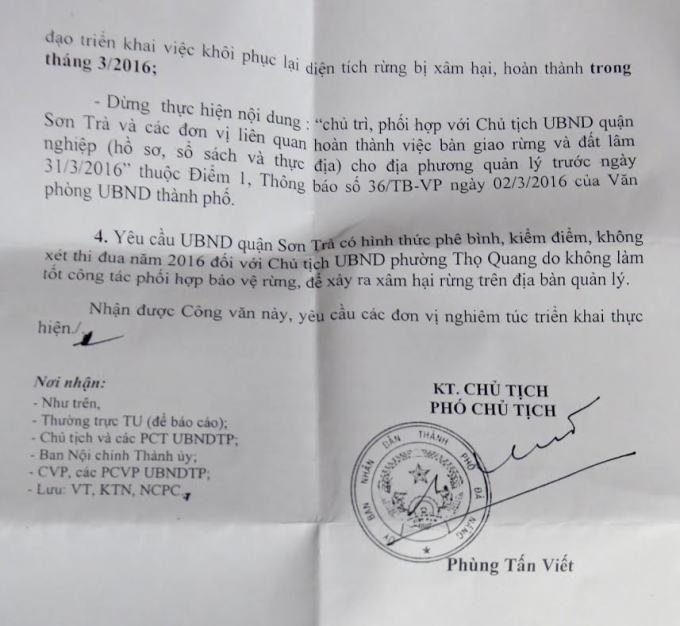 đạo triển khai việc khôi phục lại diện tích rừng bị xâm hại, hoàn thành trong
tháng 3/2016;
- Dừng thực hiện nội dung : “chủ trì, phối hợp với Chủ tịch UBND quận
Sơn Trà và các đơn vị liên quan hoàn thành việc bàn giao rừng và đất lâm
nghiệp (hồ sơ, sổ sách và thực địa) cho địa phương quản lý trước ngày
31/3/2016” thuộc Điểm 1, Thông báo số 36/TB-VP ngày 02/3/2016 của Văn
phòng UBND thành phố.
4. Yêu cầu UBND quận Sơn Trà có hình thức phê bình, kiểm điểm, không
xét thi đua năm 2016 đối với Chủ tịch UBND phường Thọ Quang do không làm
tốt công tác phối hợp bảo vệ rừng, để xảy ra xâm hại rừng trên địa bàn quản lý.
Nhận được Công văn này, yêu cầu các đơn vị nghiêm túc triển khai thực
hiện./.
Nơi nhận:
- Như trên,
- Thường trực TU (để báo cáo);
- Chủ tịch và các PCT UBNDTP;
- Ban Nội chính Thành ủy;
- CVP, các PCVP UBNDTP;
- Lưu: VT, KTN, NCPC.
KT. CHỦ TỊCH
PHÓ CHỦ TỊCH
ỦY BAN NHÂN DÂN THÀNH PHỐ ĐÀ NẴNG
Phùng Tấn Viết